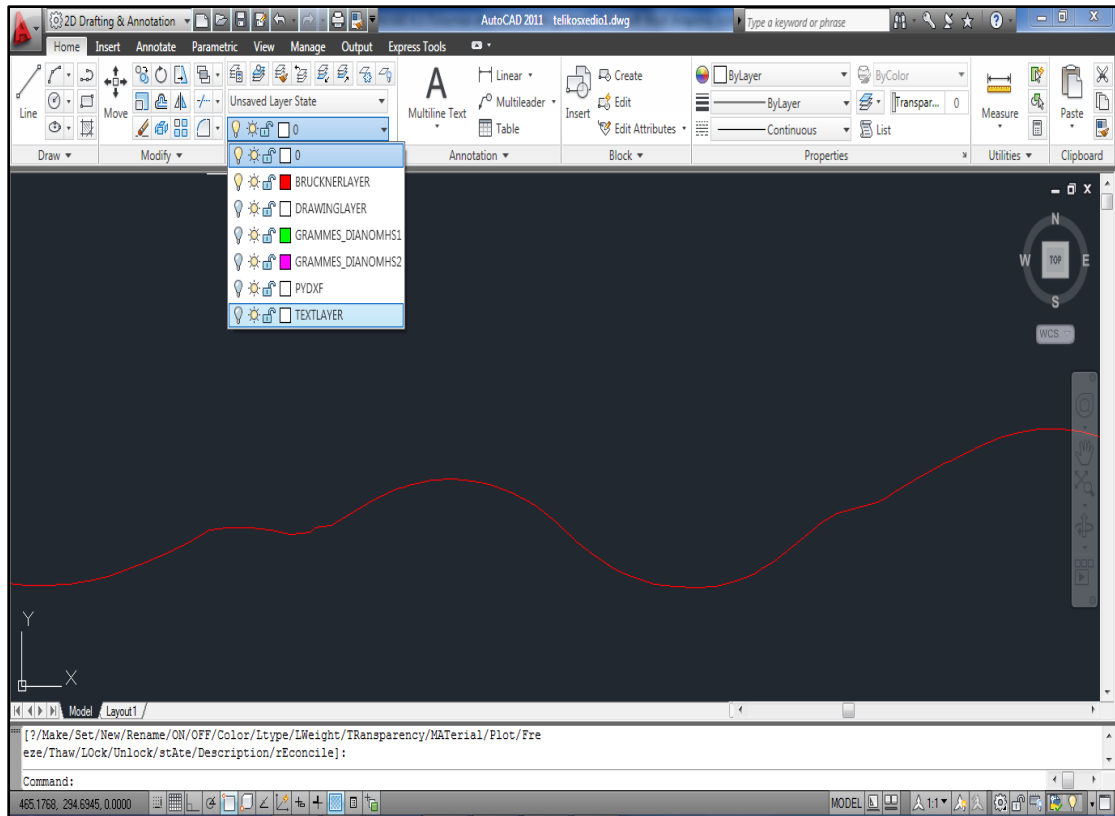 2D Drafting & Annotation
AutoCAD 2011 telikosxedio1.dwg
Type a keyword or phrase
Home Insert Annotate Parametric View Manage Output Express Tools
Line
Move
Unsaved Layer State
0
Multiline Text
Linear
Multileader
Table
Insert
Create
Edit
Edit Attributes
ByLayer
ByLayer
Continuous
ByColor
Transpar... 0
List
Measure
Paste
Draw Modify Annotation Block Properties Utilities Clipboard
0
BRUCKNERLAYER
DRAWINGLAYER
GRAMMES_DIANOMHS1
GRAMMES_DIANOMHS2
PYDXF
TEXTLAYER
N
W TOP E
S
WCS
Y
X
Model Layout1
[?/Make/Set/New/Rename/ON/OFF/Color/Ltype/LWeight/TRansparency/MATerial/Plot/Fre
eze/Thaw/LOck/Unlock/stAte/Description/rEconcile]:
Command:
465.1768, 294.6945, 0.0000 MODEL 1:1